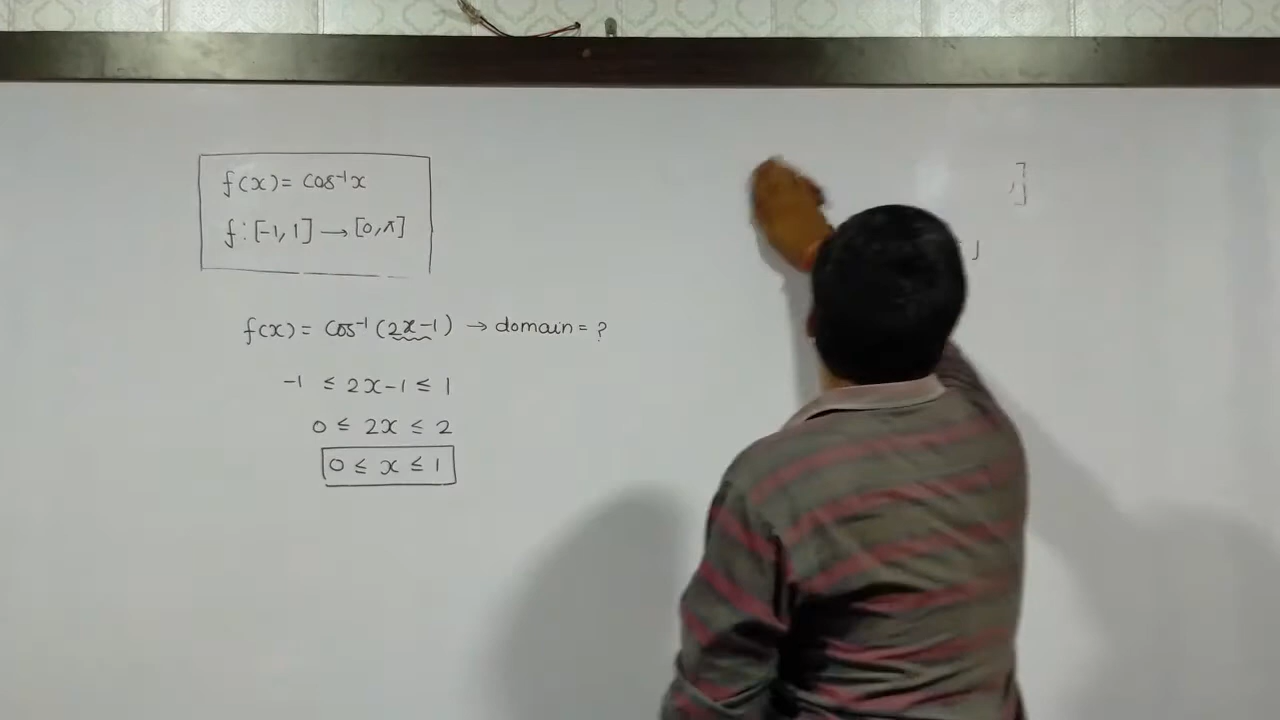 f(x) = cos⁻¹x
f : [-1, 1] → [0, π]
f(x) = cos⁻¹ (2x-1) → domain = ?
-1 ≤ 2x-1 ≤ 1
0 ≤ 2x ≤ 2
0 ≤ x ≤ 1